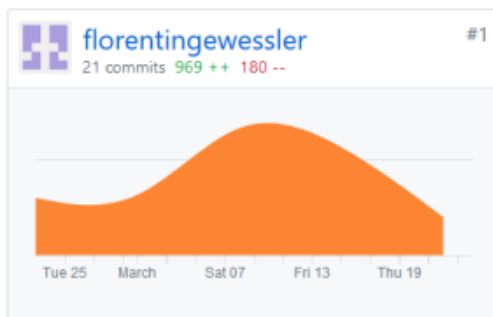 florentingewessler #1
21 commits 969 ++ 180 --
Tue 25 March Sat 07 Fri 13 Thu 19